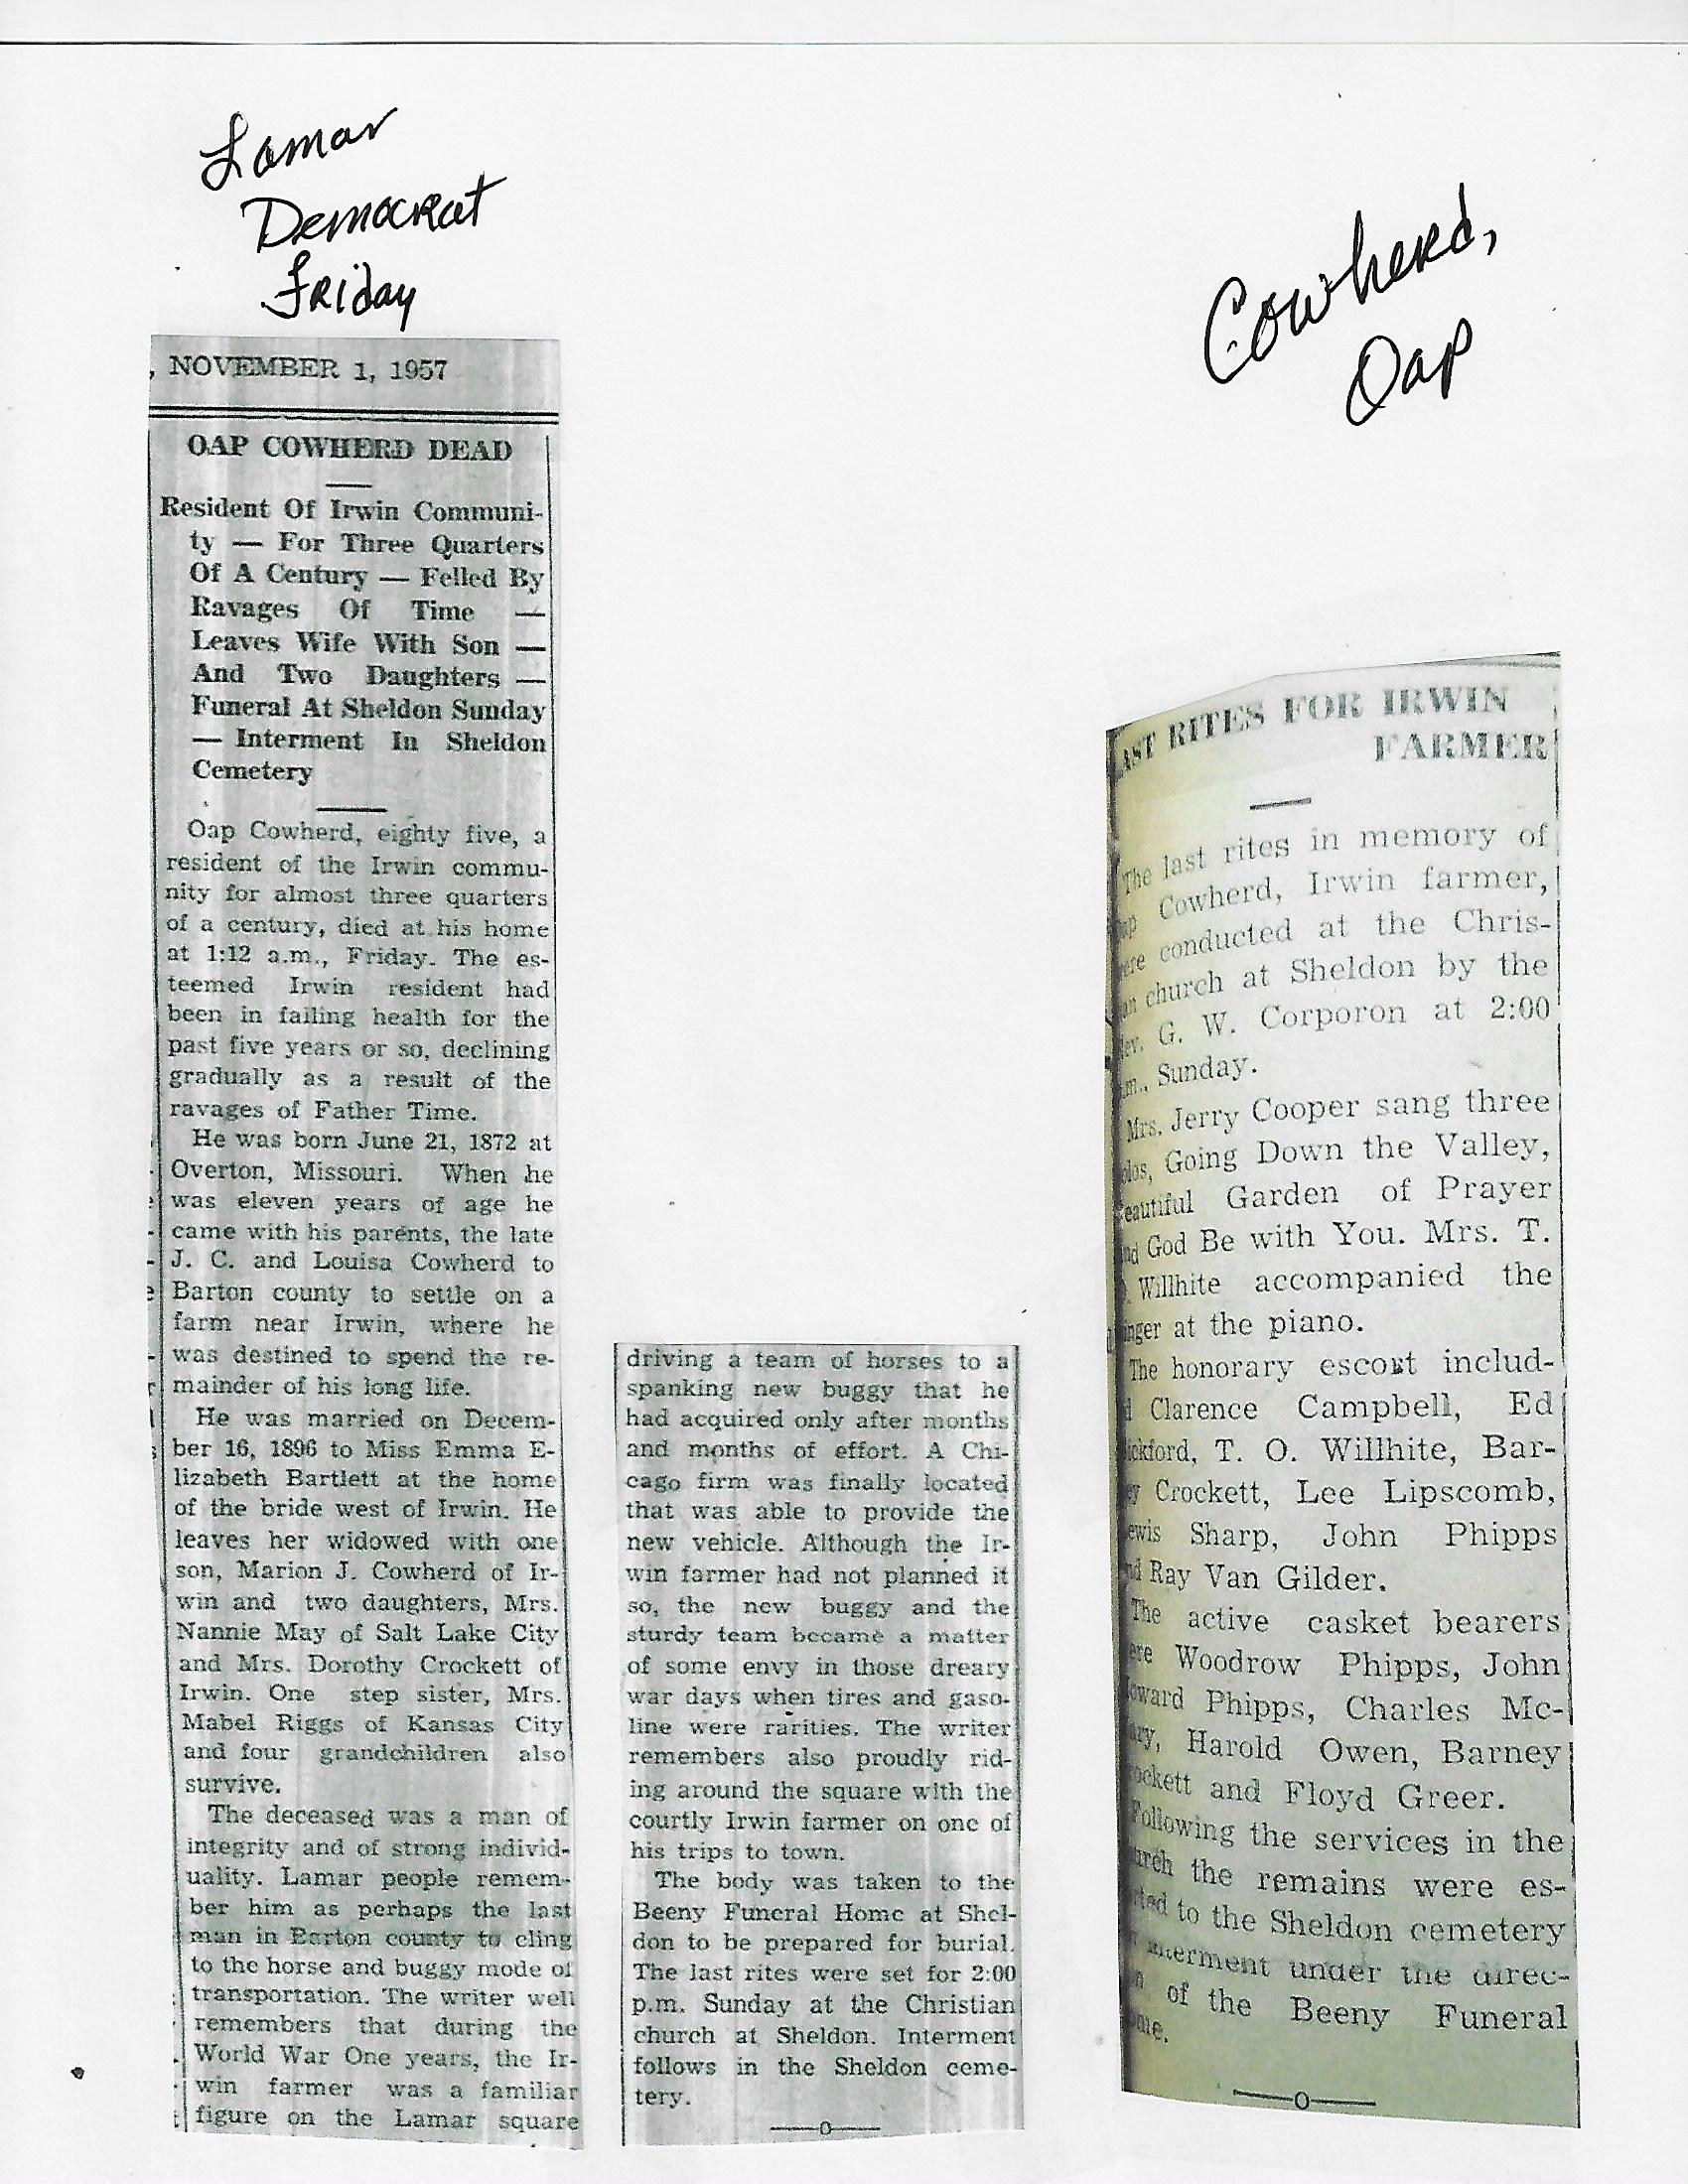 Lamar
Democrat
Friday
Cowherd,
Oap
, NOVEMBER 1, 1957
OAP COWHERD DEAD
Resident Of Irwin Communi-
ty — For Three Quarters
Of A Century — Felled By
Ravages Of Time —
Leaves Wife With Son —
And Two Daughters —
Funeral At Sheldon Sunday
— Interment In Sheldon
Cemetery
Oap Cowherd, eighty five, a
resident of the Irwin commu-
nity for almost three quarters
of a century, died at his home
at 1:12 a.m., Friday. The es-
teemed Irwin resident had
been in failing health for the
past five years or so, declining
gradually as a result of the
ravages of Father Time.
He was born June 21, 1872 at
Overton, Missouri. When he
was eleven years of age he
came with his parents, the late
J. C. and Louisa Cowherd to
Barton county to settle on a
farm near Irwin, where he
was destined to spend the re-
mainder of his long life.
He was married on Decem-
ber 16, 1896 to Miss Emma E-
lizabeth Bartlett at the home
of the bride west of Irwin. He
leaves her widowed with one
son, Marion J. Cowherd of Ir-
win and two daughters, Mrs.
Nannie May of Salt Lake City
and Mrs. Dorothy Crockett of
Irwin. One step sister, Mrs.
Mabel Riggs of Kansas City
and four grandchildren also
survive.
The deceased was a man of
integrity and of strong individ-
uality. Lamar people remem-
ber him as perhaps the last
man in Barton county to cling
to the horse and buggy mode of
transportation. The writer well
remembers that during the
World War One years, the Ir-
win farmer was a familiar
figure on the Lamar square
driving a team of horses to a
spanking new buggy that he
had acquired only after months
and months of effort. A Chi-
cago firm was finally located
that was able to provide the
new vehicle. Although the Ir-
win farmer had not planned it
so, the new buggy and the
sturdy team became a matter
of some envy in those dreary
war days when tires and gaso-
line were rarities. The writer
remembers also proudly rid-
ing around the square with the
courtly Irwin farmer on one of
his trips to town.
The body was taken to the
Beeny Funeral Home at Shel-
don to be prepared for burial.
The last rites were set for 2:00
p.m. Sunday at the Christian
church at Sheldon. Interment
follows in the Sheldon ceme-
tery.
—o—
AST RITES FOR IRWIN
FARMER
The last rites in memory of
ap Cowherd, Irwin farmer,
ere conducted at the Chris-
an church at Sheldon by the
ev. G. W. Corporon at 2:00
.m., Sunday.
Mrs. Jerry Cooper sang three
olos, Going Down the Valley,
eautiful Garden of Prayer
nd God Be with You. Mrs. T.
. Willhite accompanied the
inger at the piano.
The honorary escort includ-
d Clarence Campbell, Ed
ickford, T. O. Willhite, Bar-
ey Crockett, Lee Lipscomb,
ewis Sharp, John Phipps
nd Ray Van Gilder.
The active casket bearers
ere Woodrow Phipps, John
oward Phipps, Charles Mc-
ary, Harold Owen, Barney
ockett and Floyd Greer.
Following the services in the
urch the remains were es-
rted to the Sheldon cemetery
interment under the direc-
n of the Beeny Funeral
ome.
—o—